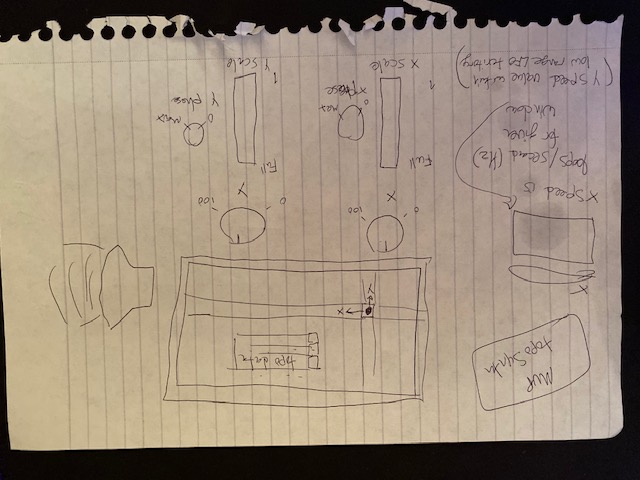 MVP
topo Synth
topo data
X
Y
X
X Speed is
loops/second (Hz)
for given
window
(Y speed value within
low range LFO territory)
0
100
X
0
100
Y
Full
1
X scale
0
max
X phase
Full
1
Y scale
0
max
Y phase